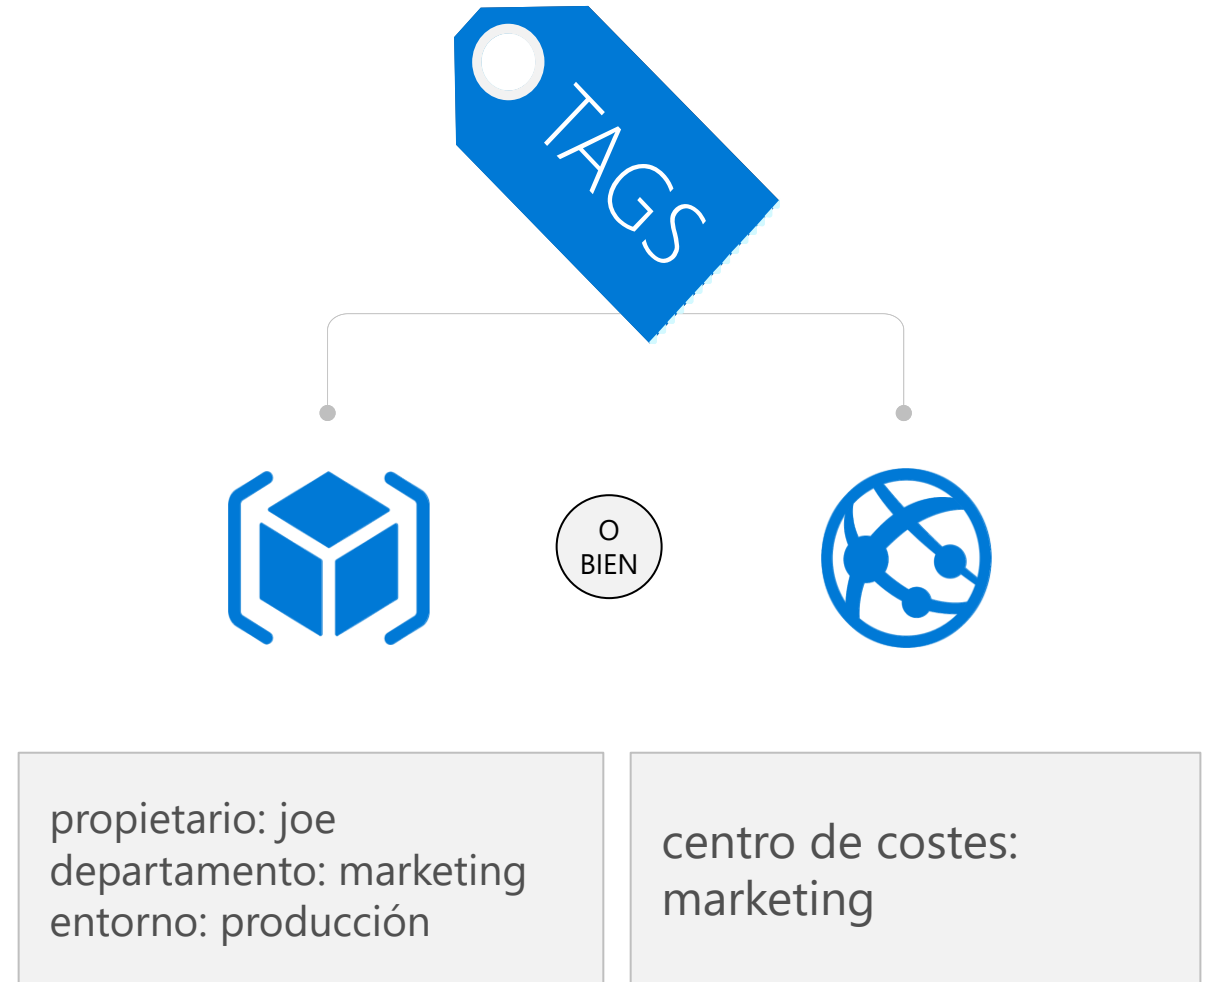 TAGS
O
BIEN
propietario: joe
departamento: marketing
entorno: producción
centro de costes:
marketing